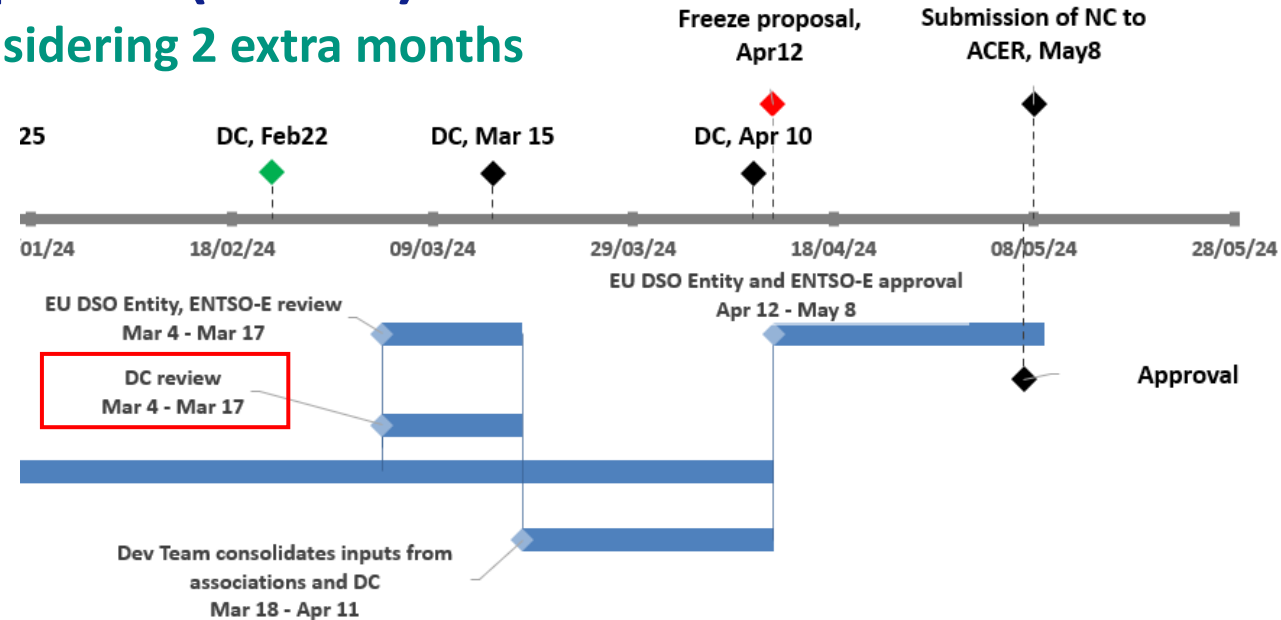 sidering 2 extra months
Freeze proposal,
Apr12
Submission of NC to
ACER, May8
25
DC, Feb22
DC, Mar 15
DC, Apr 10
01/24
18/02/24
09/03/24
29/03/24
18/04/24
08/05/24
28/05/24
EU DSO Entity, ENTSO-E review
Mar 4 - Mar 17
EU DSO Entity and ENTSO-E approval
Apr 12 - May 8
DC review
Mar 4 - Mar 17
Approval
Dev Team consolidates inputs from
associations and DC
Mar 18 - Apr 11